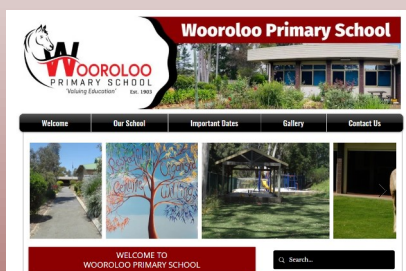 Wooroloo Primary School
WOOROLOO
PRIMARY SCHOOL
"Valuing Education" Est. 1903
Welcome
Our School
Important Dates
Gallery
Contact Us
WELCOME TO
WOOROLOO PRIMARY SCHOOL
Search...